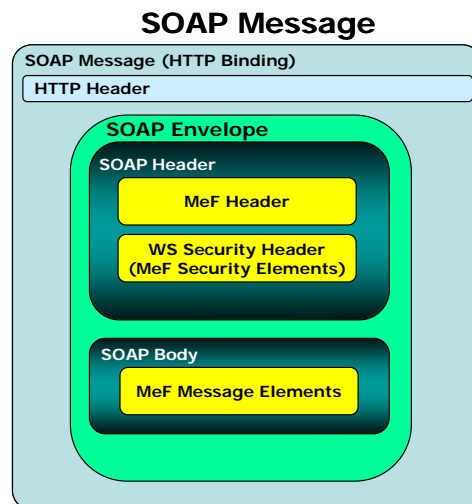 SOAP Message
SOAP Message (HTTP Binding)
HTTP Header
SOAP Envelope
SOAP Header
MeF Header
WS Security Header
(MeF Security Elements)
SOAP Body
MeF Message Elements